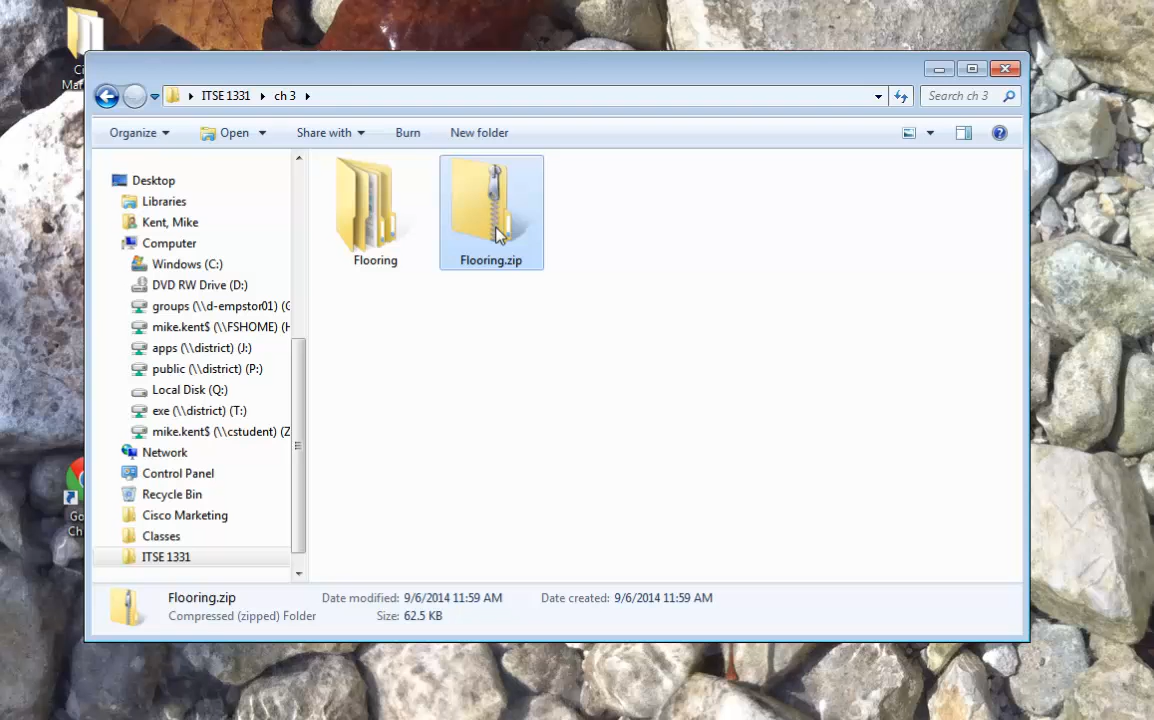 Mar
ITSE 1331 ch 3
Search ch 3
Organize Open Share with Burn New folder
Desktop
Libraries
Kent, Mike
Computer
Windows (C:)
DVD RW Drive (D:)
groups (\\d-empstor01) (
mike.kent$ (\\FSHOME) (H
apps (\\district) (J:)
public (\\district) (P:)
Local Disk (Q:)
exe (\\district) (T:)
mike.kent$ (\\cstudent) (Z
Network
Control Panel
Recycle Bin
Cisco Marketing
Classes
ITSE 1331
Flooring
Flooring.zip
Go
Ch
Flooring.zip Date modified: 9/6/2014 11:59 AM Date created: 9/6/2014 11:59 AM
Compressed (zipped) Folder Size: 62.5 KB